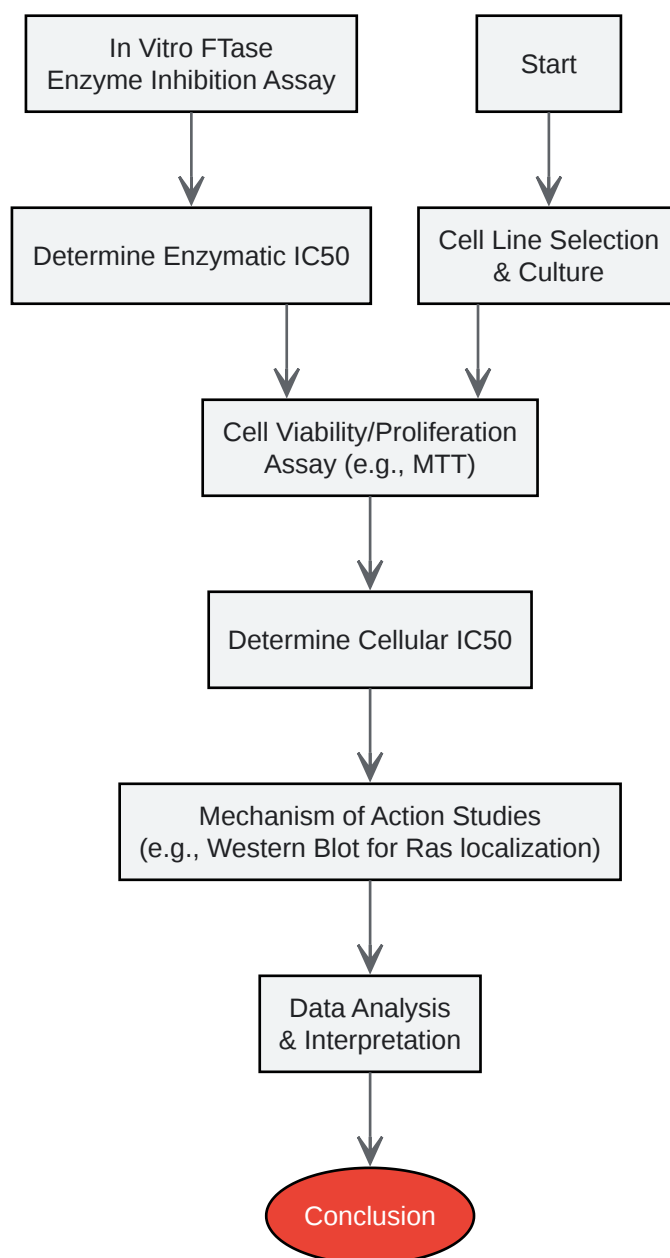 In Vitro FTase
Enzyme Inhibition Assay
Start
Determine Enzymatic IC50
Cell Line Selection
& Culture
Cell Viability/Proliferation
Assay (e.g., MTT)
Determine Cellular IC50
Mechanism of Action Studies
(e.g., Western Blot for Ras localization)
Data Analysis
& Interpretation
Conclusion